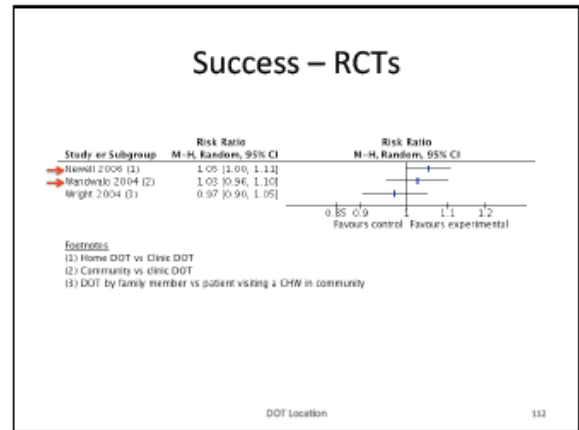 Success – RCTs
Risk Ratio Risk Ratio
Study or Subgroup M-H, Random, 95% CI M-H, Random, 95% CI
Newell 2006 (1) 1.05 [1.00, 1.11]
Wandwalo 2004 (2) 1.03 [0.96, 1.10]
Wright 2004 (3) 0.97 [0.90, 1.05]
0.85 0.9 1 1.1 1.2
Favours control Favours experimental
Footnotes
(1) Home DOT vs Clinic DOT
(2) Community vs clinic DOT
(3) DOT by family member vs patient visiting a CHW in community
DOT Location 112